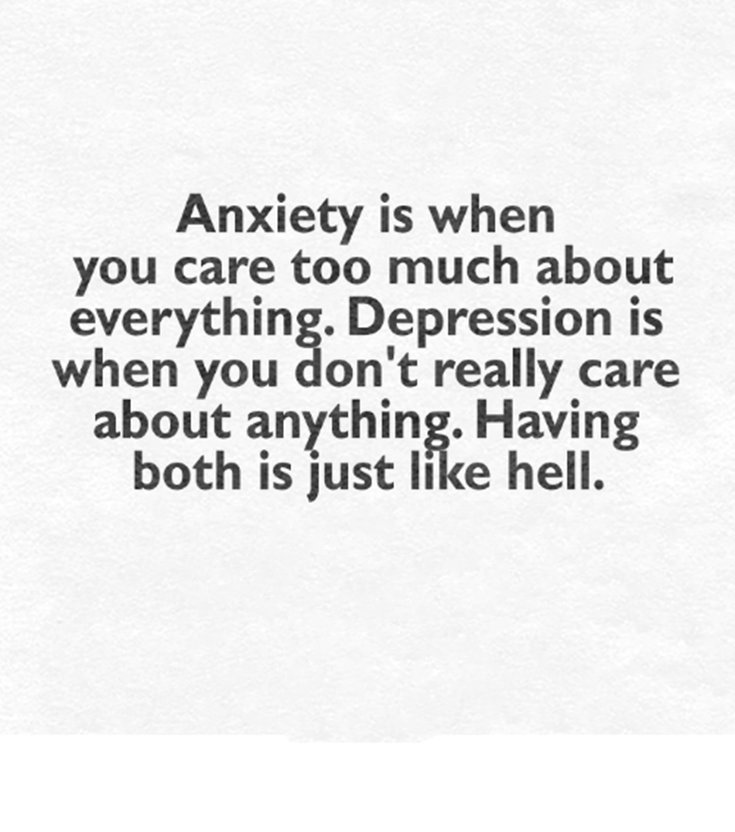 Anxiety is when
you care too much about
everything. Depression is
when you don't really care
about anything. Having
both is just like hell.